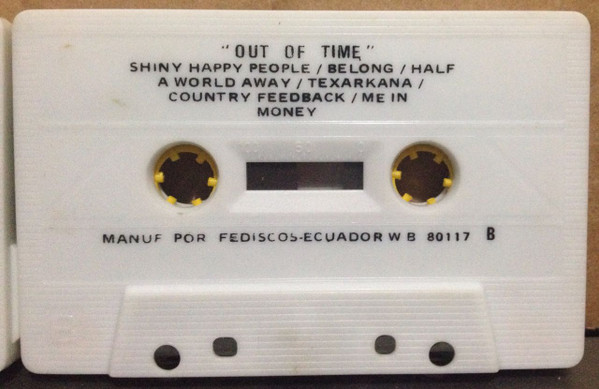 "OUT OF TIME"
SHINY HAPPY PEOPLE / BELONG / HALF
A WORLD AWAY / TEXARKANA /
COUNTRY FEEDBACK / ME IN
MONEY
MANUF POR FEDISCOS-ECUADOR W B 80117 B